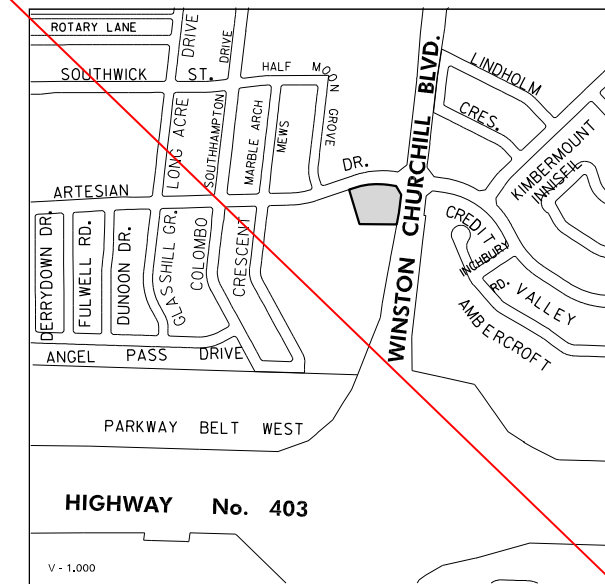 ROTARY LANE
DRIVE
DRIVE
SOUTHWICK ST.
HALF MOON GROVE
LINDHOLM
CRES.
LONG ACRE
SOUTHHAMPTON
MARBLE ARCH
MEWS
WINSTON CHURCHILL BLVD.
KIMBERMOUNT
INNISFIL
ARTESIAN DR.
DERRYDOWN DR.
FULWELL RD.
DUNOON DR.
GLASSHILL GR.
COLOMBO
CRESCENT
CREDIT VALLEY
INCHBURY
RD.
AMBERCROFT
ANGEL PASS DRIVE
PARKWAY BELT WEST
HIGHWAY No. 403
V - 1.000